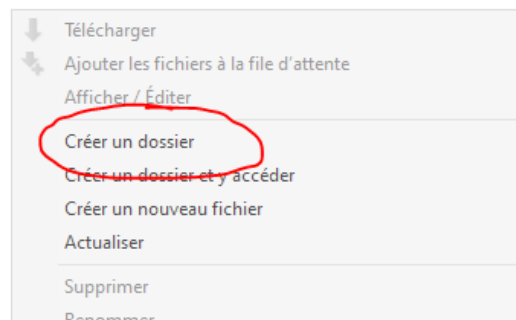 Télécharger
Ajouter les fichiers à la file d'attente
Afficher / Éditer
Créer un dossier
Créer un dossier et y accéder
Créer un nouveau fichier
Actualiser
Supprimer
Renommer